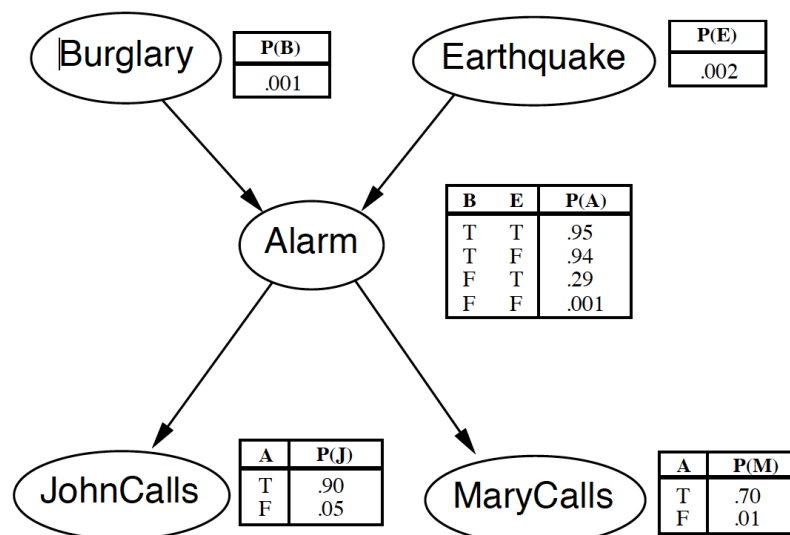 Burglary
P(B)
.001
Earthquake
P(E)
.002
Alarm
B E P(A)
T T .95
T F .94
F T .29
F F .001
JohnCalls
A P(J)
T .90
F .05
MaryCalls
A P(M)
T .70
F .01